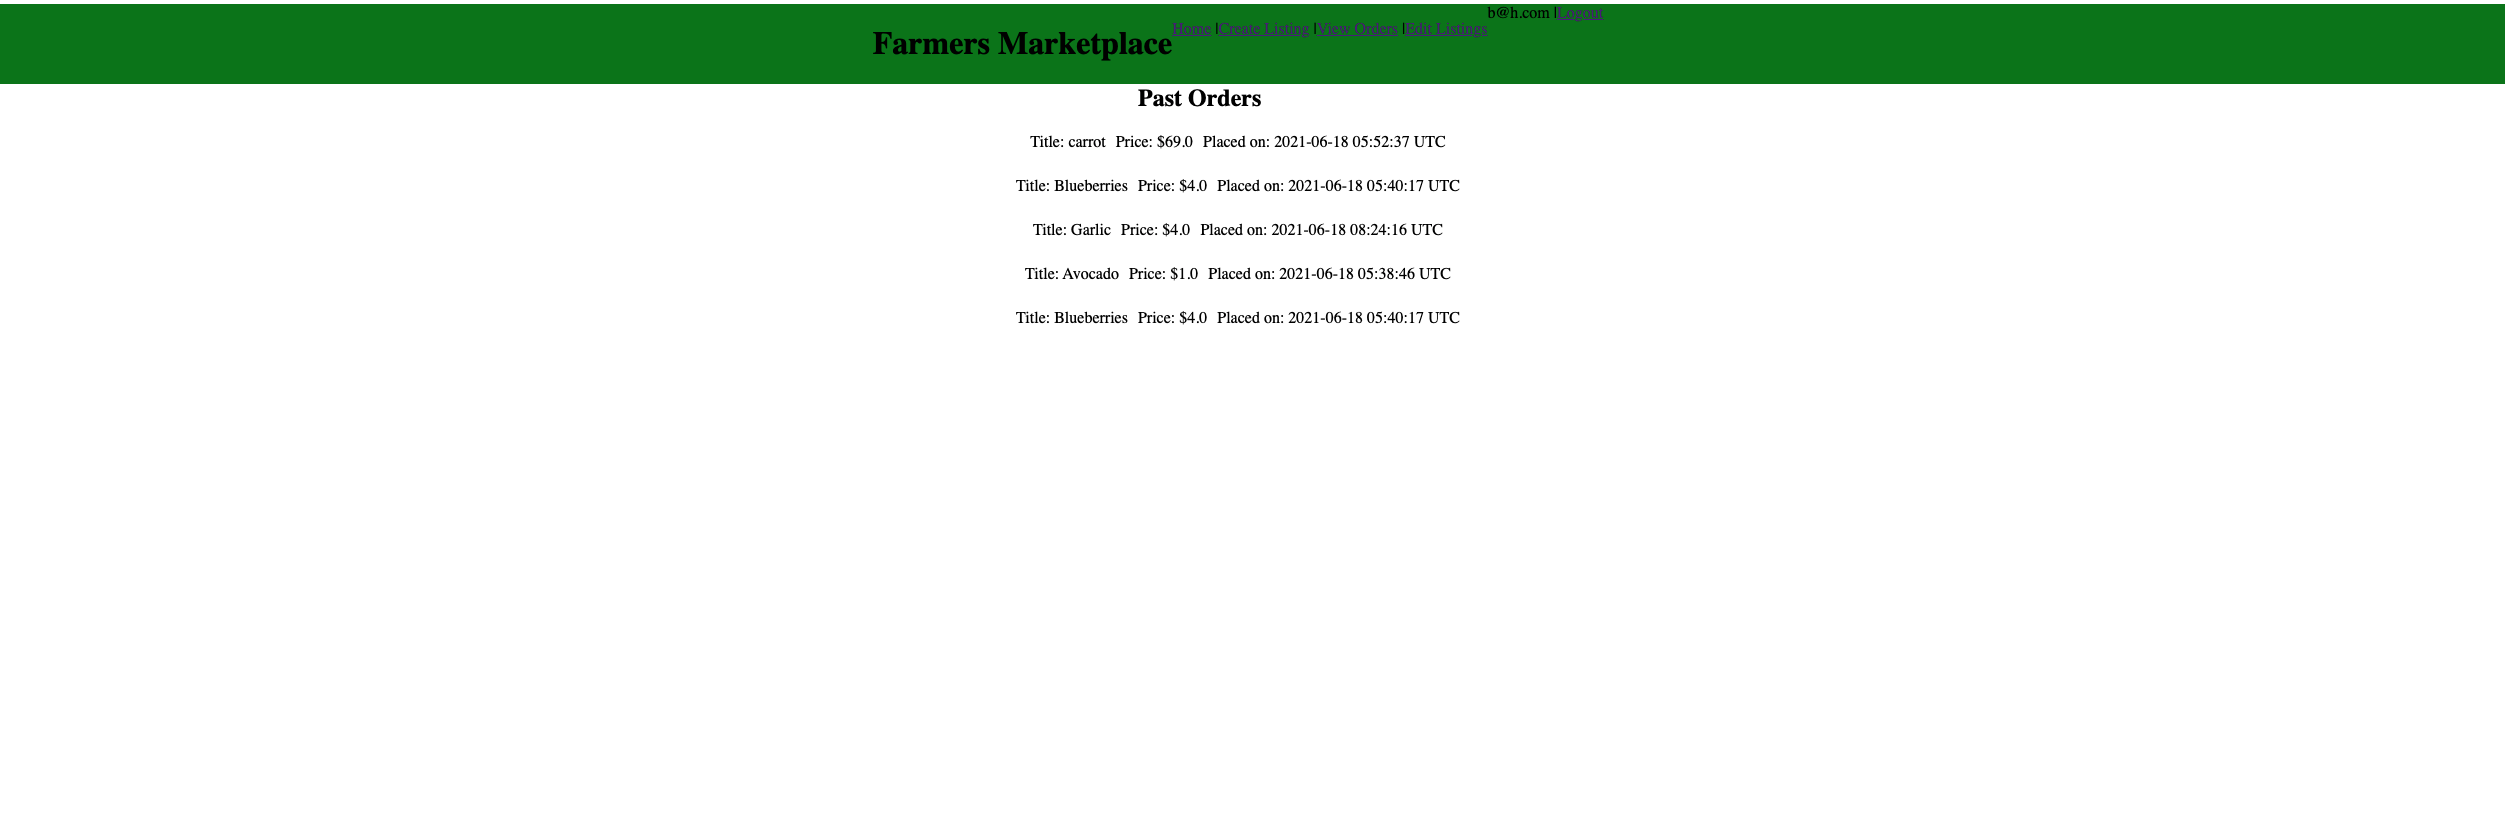 b@h.com |Logout
Farmers Marketplace Home |Create Listing |View Orders |Edit Listings
Past Orders
Title: carrot Price: $69.0 Placed on: 2021-06-18 05:52:37 UTC
Title: Blueberries Price: $4.0 Placed on: 2021-06-18 05:40:17 UTC
Title: Garlic Price: $4.0 Placed on: 2021-06-18 08:24:16 UTC
Title: Avocado Price: $1.0 Placed on: 2021-06-18 05:38:46 UTC
Title: Blueberries Price: $4.0 Placed on: 2021-06-18 05:40:17 UTC